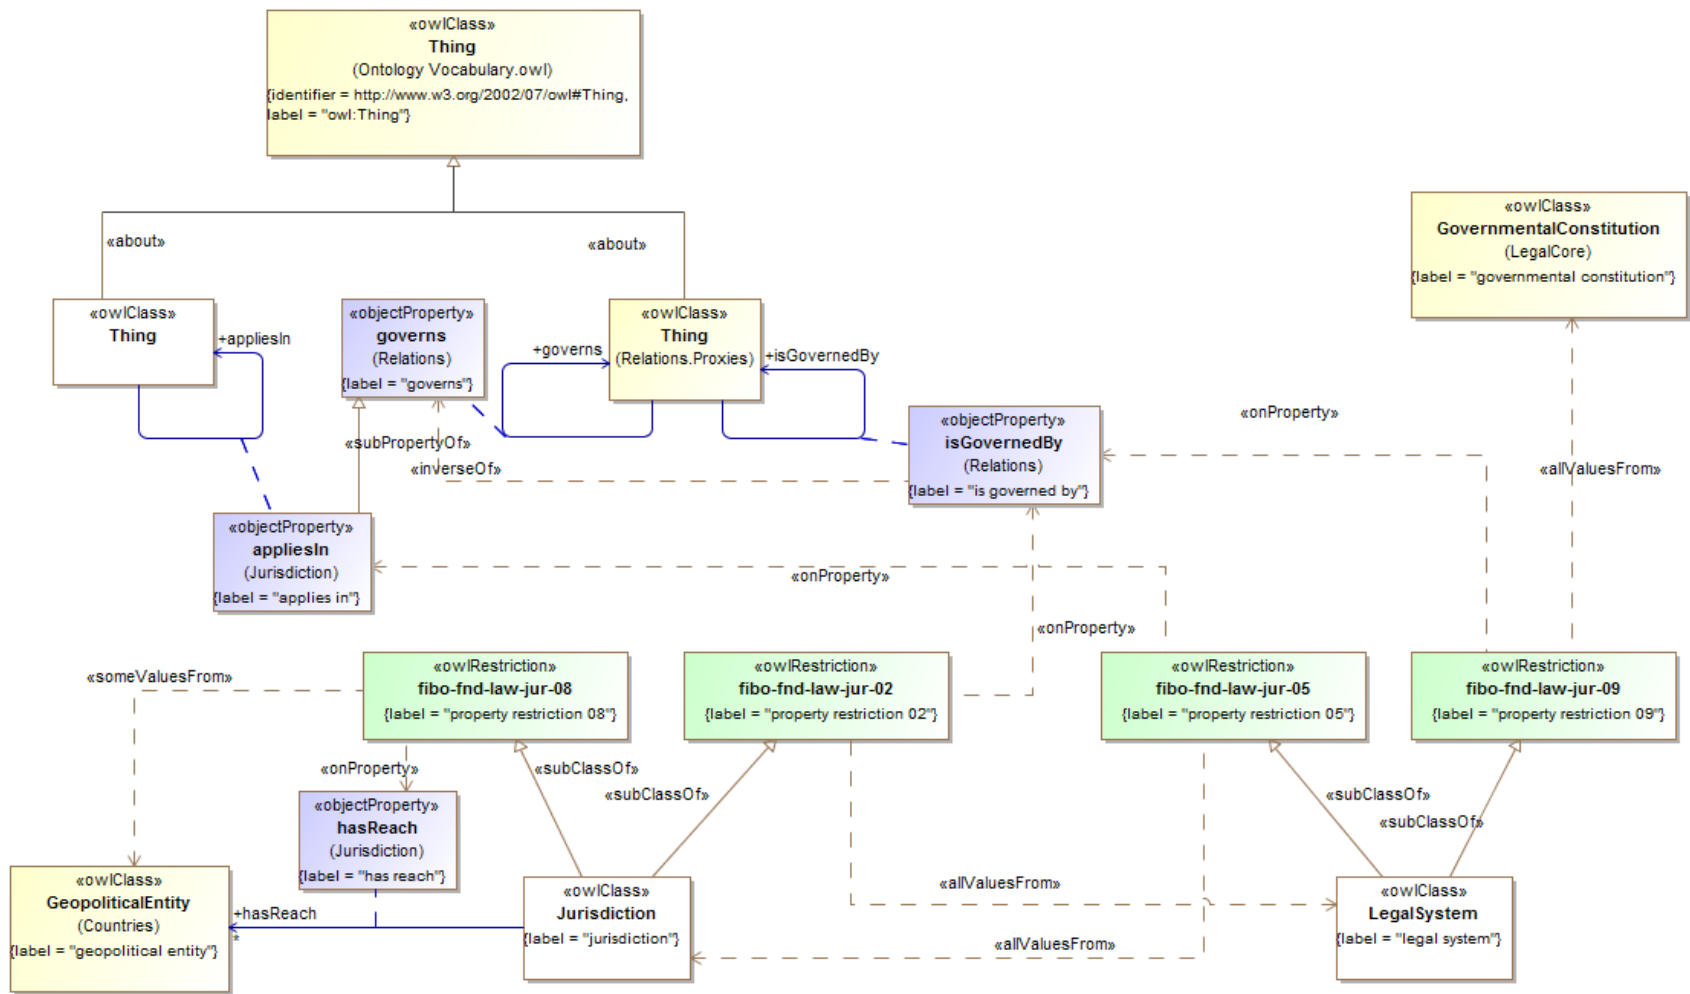 «owlClass»
Thing
(Ontology Vocabulary.owl)
{identifier = http://www.w3.org/2002/07/owl#Thing,
label = "owl:Thing"}
«about»
«about»
«owlClass»
GovernmentalConstitution
(LegalCore)
{label = "governmental constitution"}
«owlClass»
Thing
+appliesIn
«objectProperty»
governs
(Relations)
{label = "governs"}
+governs
«owlClass»
Thing
(Relations.Proxies)
+isGovernedBy
«subPropertyOf»
«inverseOf»
«objectProperty»
isGovernedBy
(Relations)
{label = "is governed by"}
«onProperty»
«allValuesFrom»
«objectProperty»
appliesIn
(Jurisdiction)
{label = "applies in"}
«onProperty»
«onProperty»
«someValuesFrom»
«owlRestriction»
fibo-fnd-law-jur-08
{label = "property restriction 08"}
«owlRestriction»
fibo-fnd-law-jur-02
{label = "property restriction 02"}
«owlRestriction»
fibo-fnd-law-jur-05
{label = "property restriction 05"}
«owlRestriction»
fibo-fnd-law-jur-09
{label = "property restriction 09"}
«onProperty»
«subClassOf»
«subClassOf»
«subClassOf»
«subClassOf»
«objectProperty»
hasReach
(Jurisdiction)
{label = "has reach"}
«owlClass»
GeopoliticalEntity
(Countries)
{label = "geopolitical entity"}
+hasReach
*
«owlClass»
Jurisdiction
{label = "jurisdiction"}
«allValuesFrom»
«allValuesFrom»
«owlClass»
LegalSystem
{label = "legal system"}